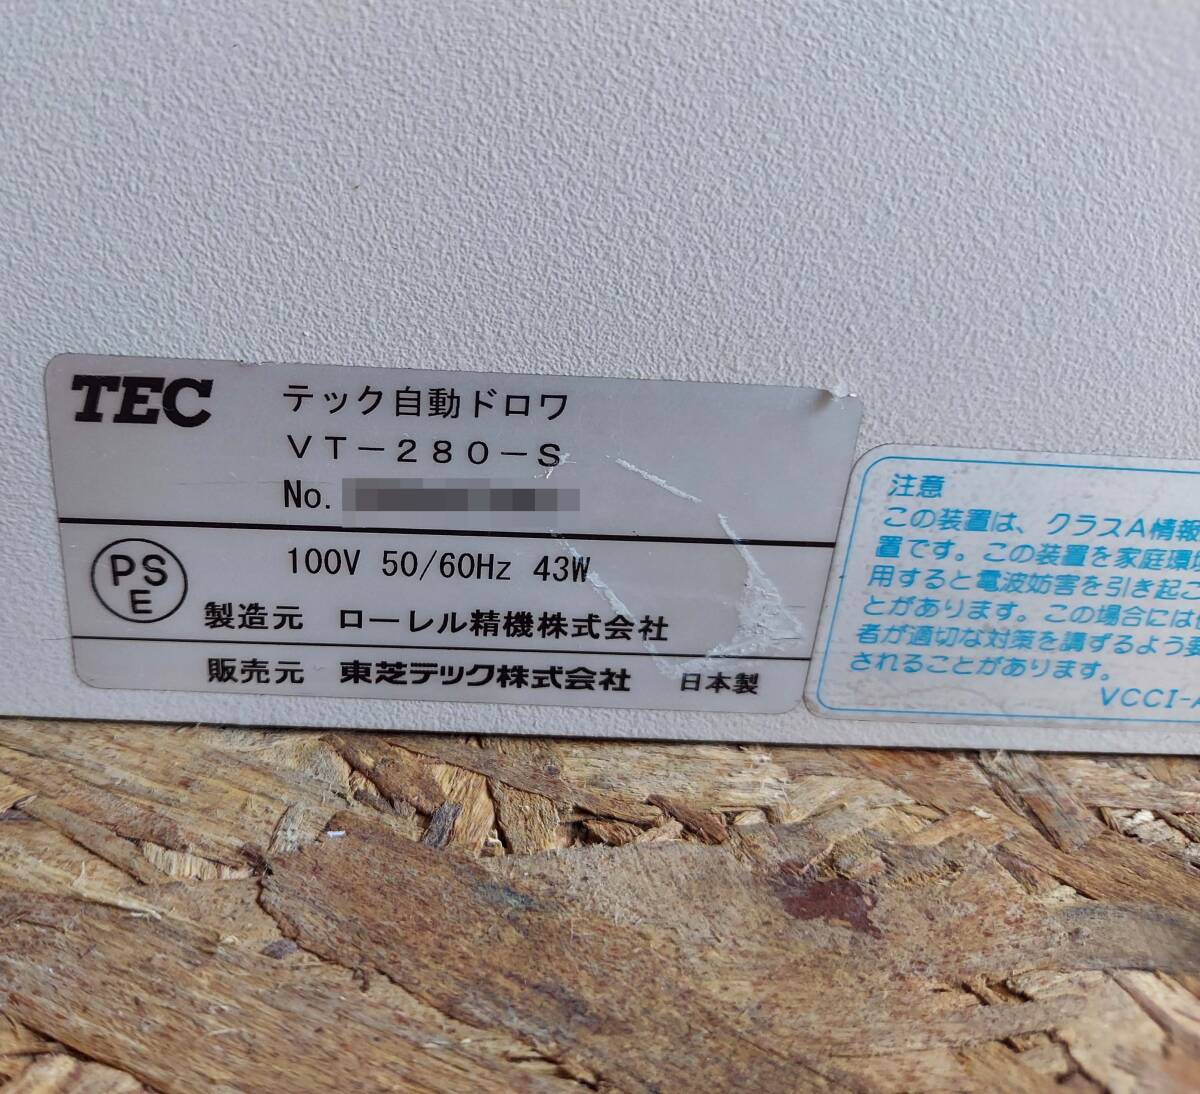 TEC
テック自動ドロワ
VT-280-S
No.
PSE
100V 50/60Hz 43W
製造元 ローレル精機株式会社
販売元 東芝テック株式会社 日本製
注意
この装置は、クラスA情報
置です。この装置を家庭環境
用すると電波妨害を引き起こ
とがあります。この場合には
者が適切な対策を講ずるよう要
されることがあります。
VCCI-A